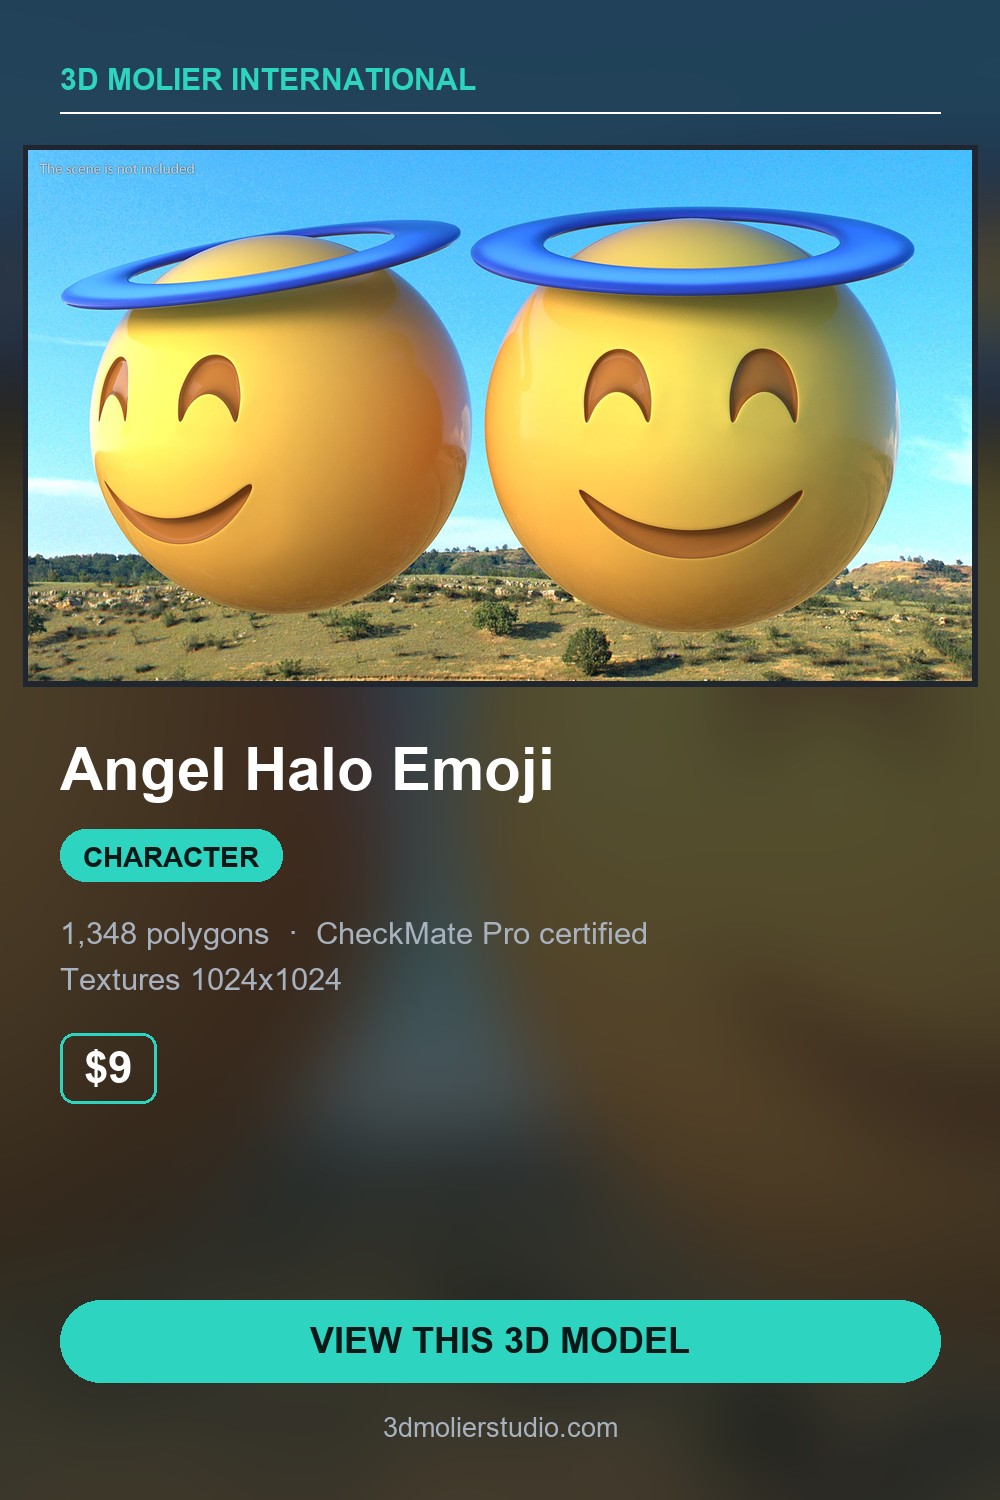 3D MOLIER INTERNATIONAL
The scene is not included
Angel Halo Emoji
CHARACTER
1,348 polygons · CheckMate Pro certified
Textures 1024x1024
$9
VIEW THIS 3D MODEL
3dmolierstudio.com